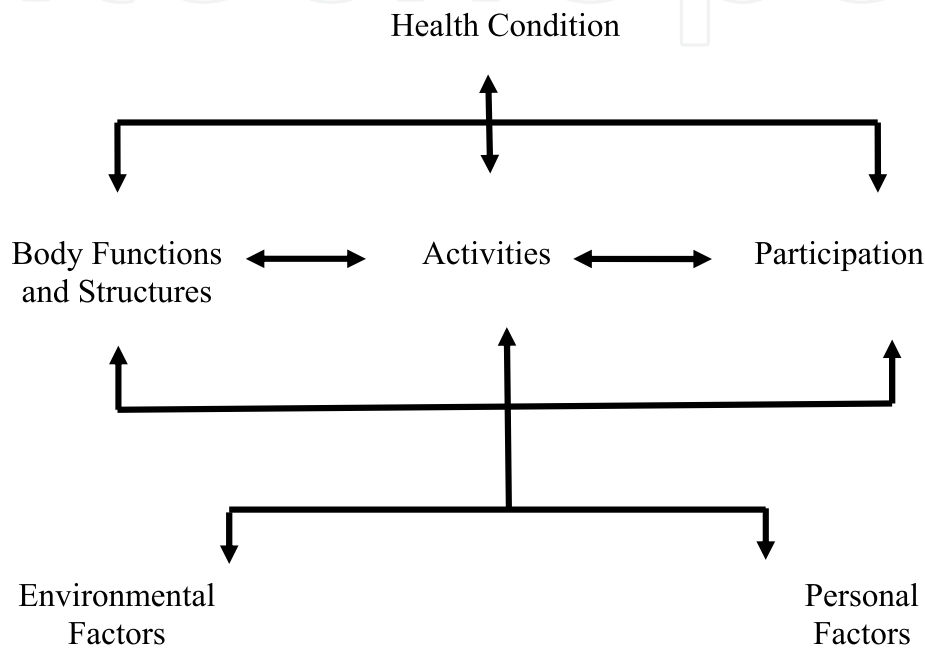 Health Condition
Body Functions
and Structures
Activities
Participation
Environmental
Factors
Personal
Factors